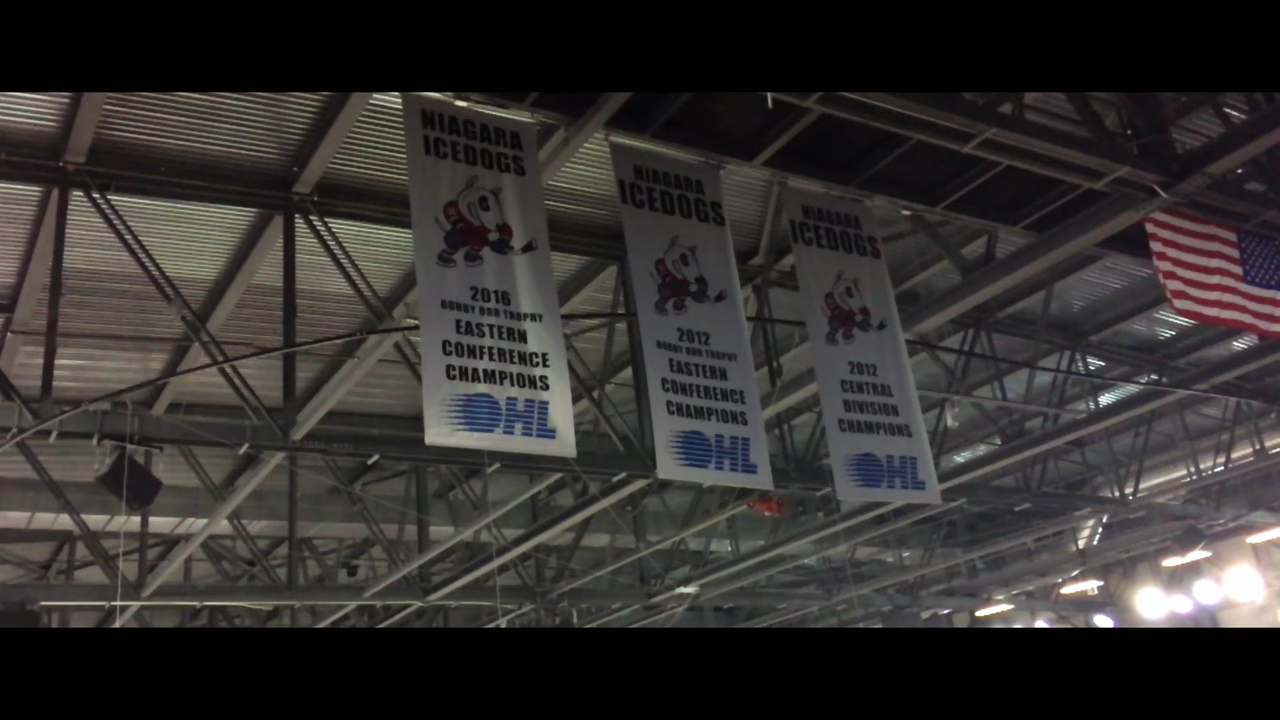 NIAGARA
ICEDOGS
2016
BOBBY ORR TROPHY
EASTERN
CONFERENCE
CHAMPIONS
OHL
NIAGARA
ICEDOGS
2012
BOBBY ORR TROPHY
EASTERN
CONFERENCE
CHAMPIONS
OHL
NIAGARA
ICEDOGS
2012
CENTRAL
DIVISION
CHAMPIONS
OHL